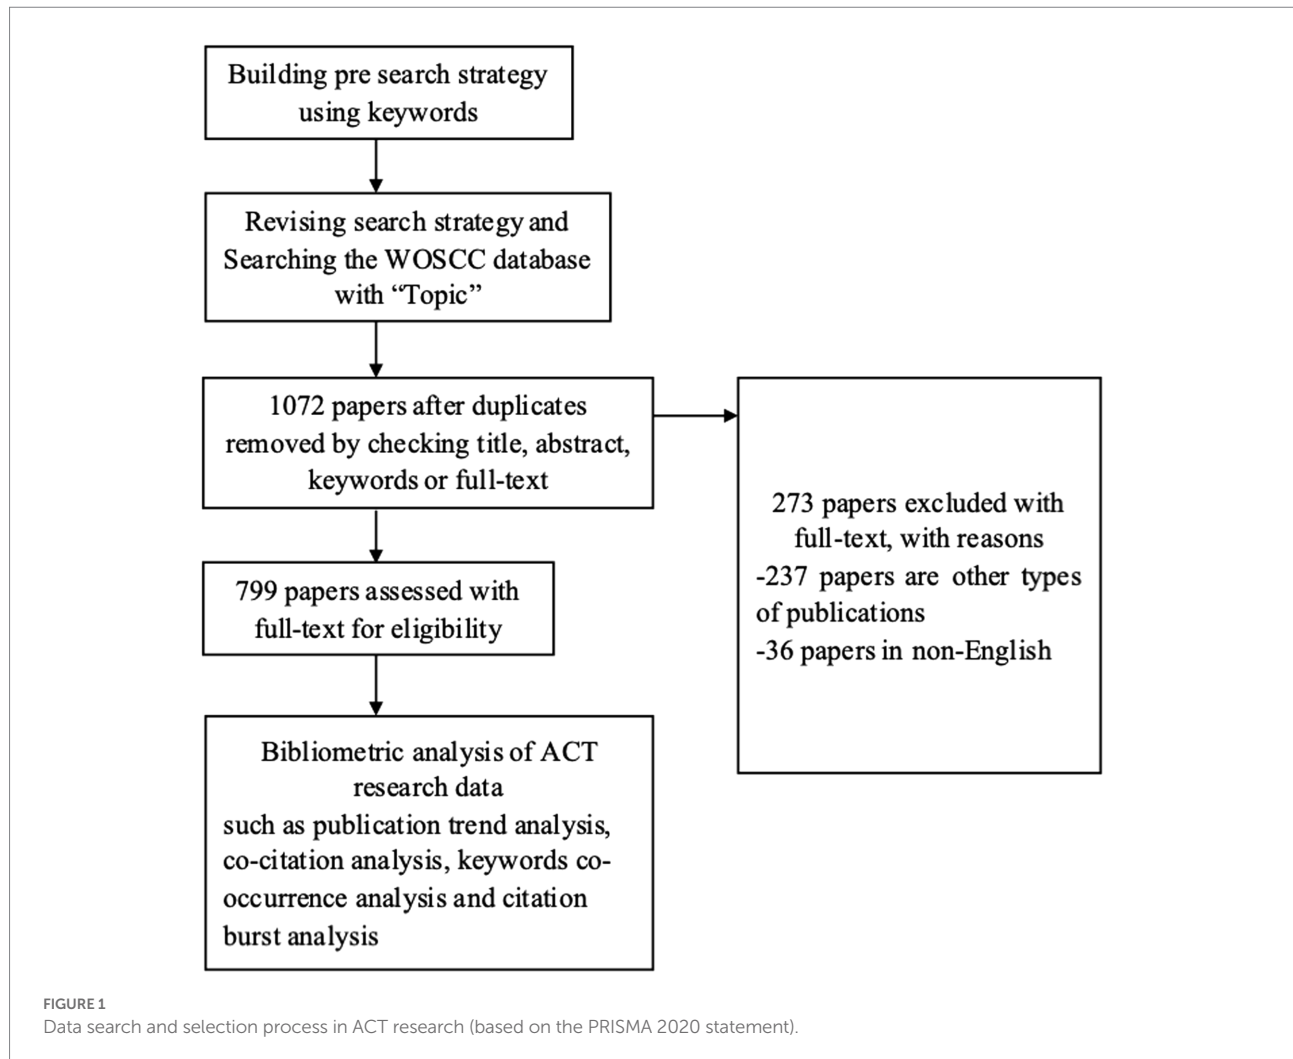 Building pre search strategy
using keywords
Revising search strategy and
Searching the WOSCC database
with “Topic”
1072 papers after duplicates
removed by checking title, abstract,
keywords or full-text
273 papers excluded with
full-text, with reasons
-237 papers are other types
of publications
-36 papers in non-English
799 papers assessed with
full-text for eligibility
Bibliometric analysis of ACT
research data
such as publication trend analysis,
co-citation analysis, keywords co-
occurrence analysis and citation
burst analysis
FIGURE 1
Data search and selection process in ACT research (based on the PRISMA 2020 statement).